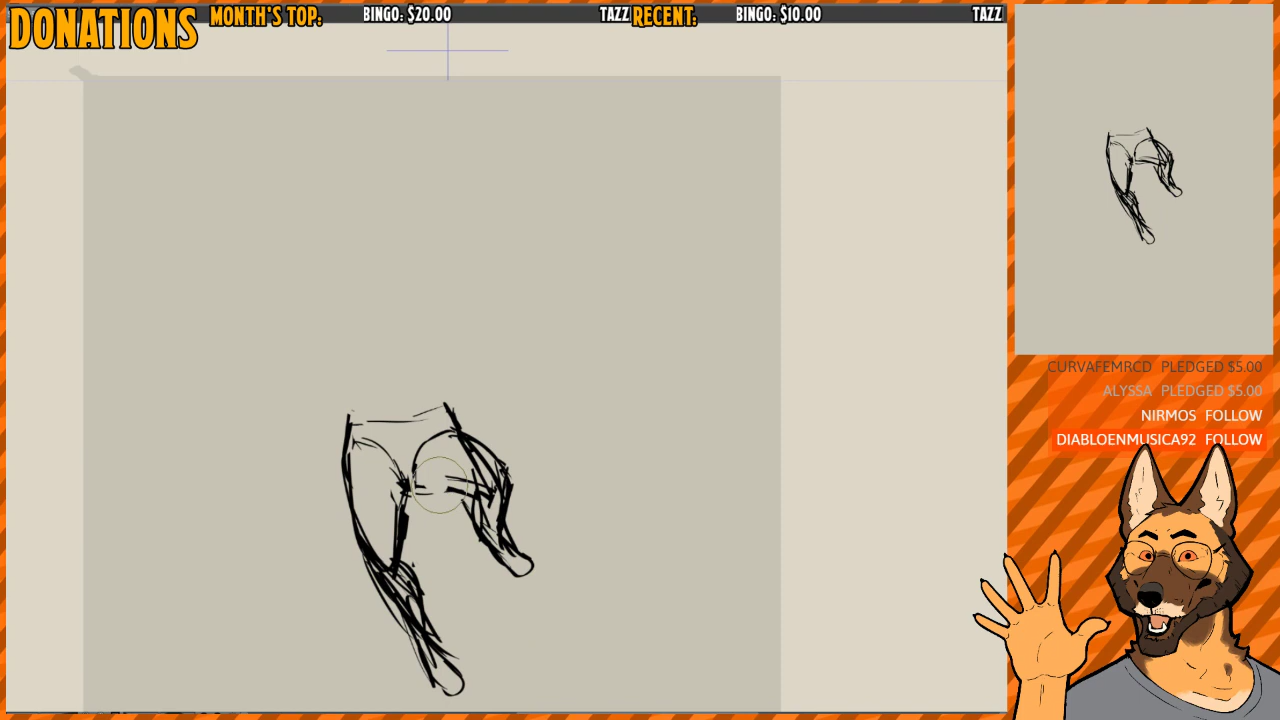 DONATIONS
MONTH'S TOP: BINGO: $20.00 TAZZ
RECENT: BINGO: $10.00 TAZZ
CURVAFEMRCD PLEDGED $5.00
ALYSSA PLEDGED $5.00
NIRMOS FOLLOW
DIABLOENMUSICA92 FOLLOW